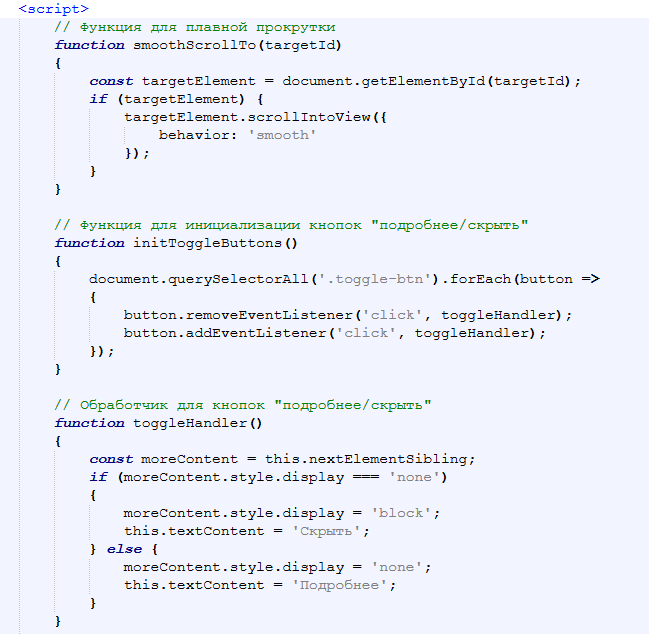 <script>
// Функция для плавной прокрутки
function smoothScrollTo(targetId)
{
const targetElement = document.getElementById(targetId);
if (targetElement) {
targetElement.scrollIntoView({
behavior: 'smooth'
});
}
}
// Функция для инициализации кнопок "подробнее/скрыть"
function initToggleButtons()
{
document.querySelectorAll('.toggle-btn').forEach(button =>
{
button.removeEventListener('click', toggleHandler);
button.addEventListener('click', toggleHandler);
});
}
// Обработчик для кнопок "подробнее/скрыть"
function toggleHandler()
{
const moreContent = this.nextElementSibling;
if (moreContent.style.display === 'none')
{
moreContent.style.display = 'block';
this.textContent = 'Скрыть';
} else {
moreContent.style.display = 'none';
this.textContent = 'Подробнее';
}
}